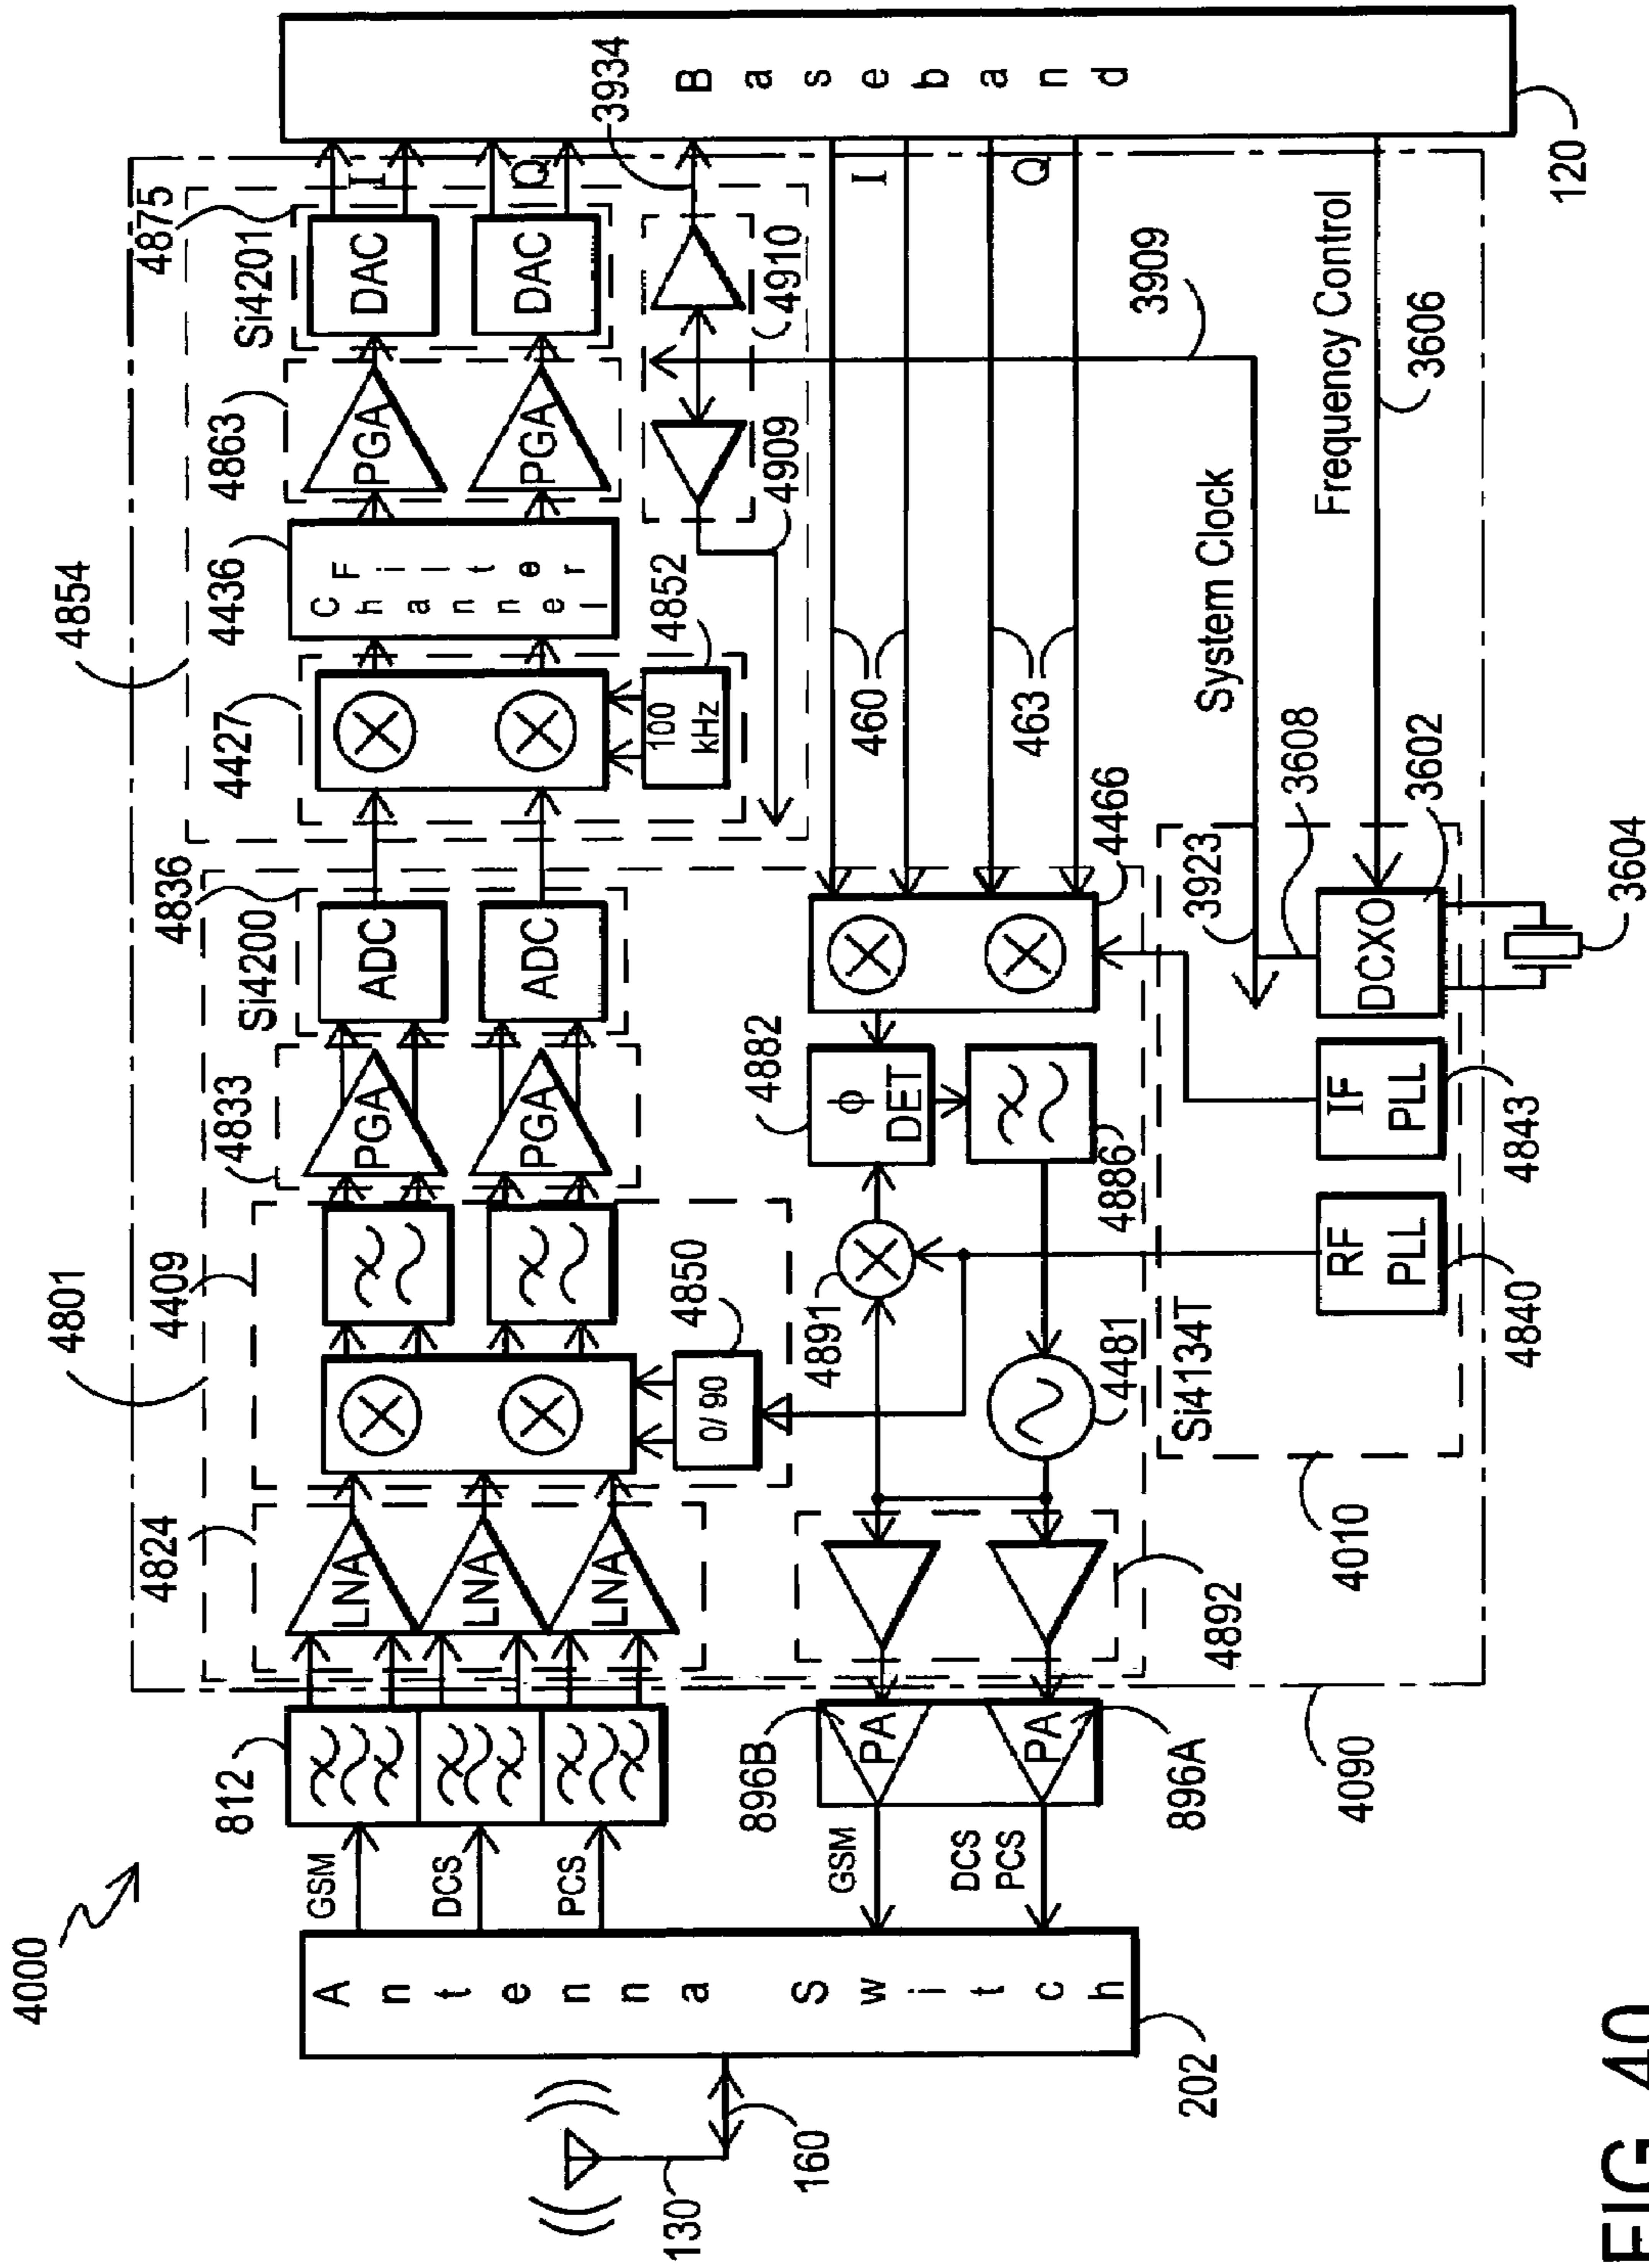 4000
4801
4854
4824
4409
4833
4836
4427
4436
4863
4875
Si4200
Si4201
812
GSM
DCS
PCS
LNA
LNA
LNA
PGA
PGA
ADC
ADC
Channel
Filter
PGA
PGA
DAC
DAC
I
Q
0/90
4850
100
kHz
4852
4909
4910
3934
Antenna Switch
Baseband
130
160
202
896B
PA
PA
896A
GSM
DCS
PCS
4892
4891
4481
4882
ϕ
DET
4886
4466
460
463
I
Q
System Clock
3909
3923
3608
Frequency Control
3606
120
Si4134T
RF
PLL
IF
PLL
DCXO
3602
3604
4010
4840
4843
4090
FIG. 40